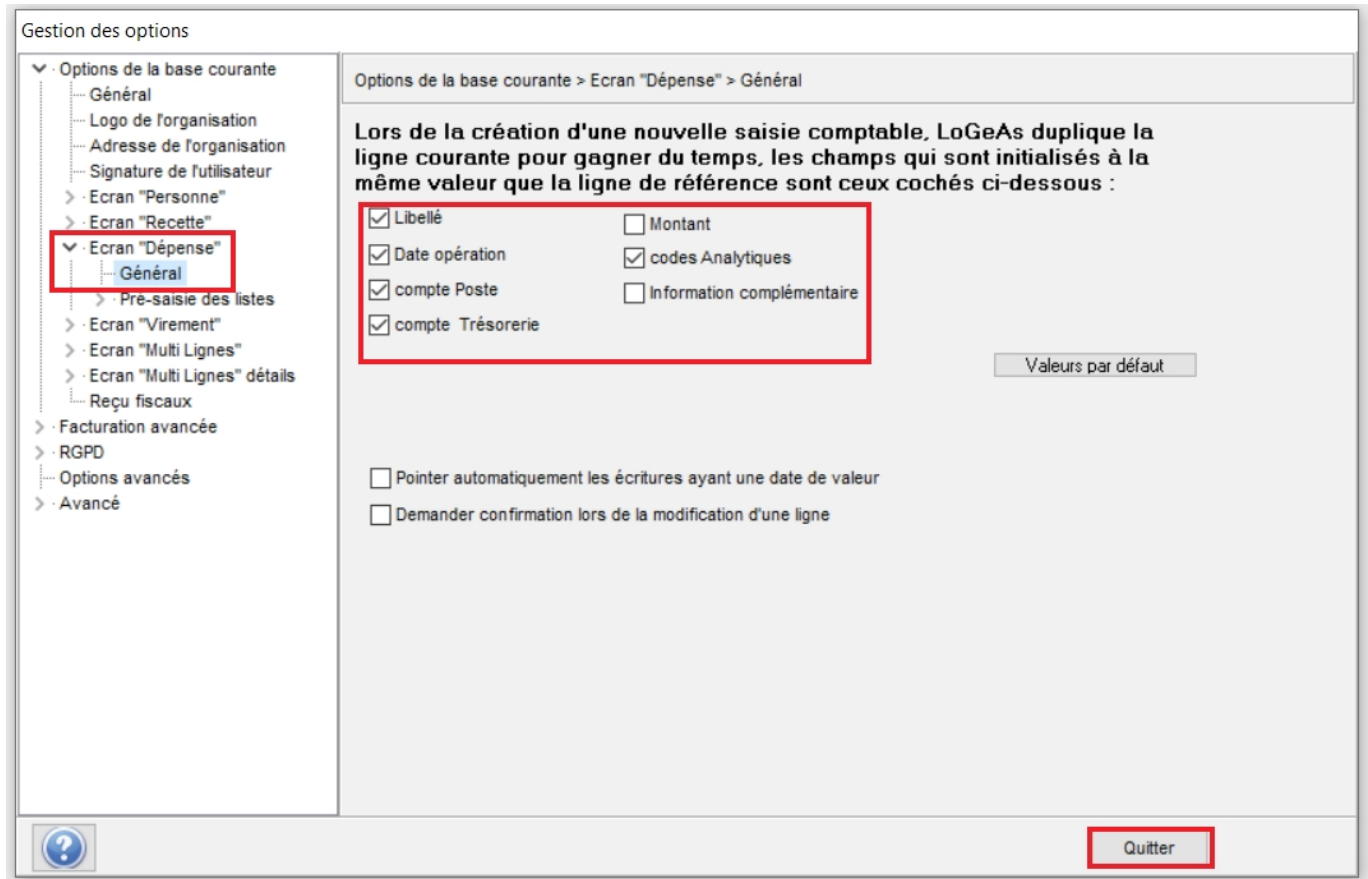 Gestion des options
Options de la base courante
Général
Logo de l'organisation
Adresse de l'organisation
Signature de l'utilisateur
Ecran "Personne"
Ecran "Recette"
Ecran "Dépense"
Général
Pré-saisie des listes
Ecran "Virement"
Ecran "Multi Lignes"
Ecran "Multi Lignes" détails
Reçu fiscaux
Facturation avancée
RGPD
Options avancés
Avancé
Options de la base courante > Ecran "Dépense" > Général
Lors de la création d'une nouvelle saisie comptable, LoGeAs duplique la
ligne courante pour gagner du temps, les champs qui sont initialisés à la
même valeur que la ligne de référence sont ceux cochés ci-dessous :
Libellé
Date opération
compte Poste
compte Trésorerie
Montant
codes Analytiques
Information complémentaire
Valeurs par défaut
Pointer automatiquement les écritures ayant une date de valeur
Demander confirmation lors de la modification d'une ligne
?
Quitter